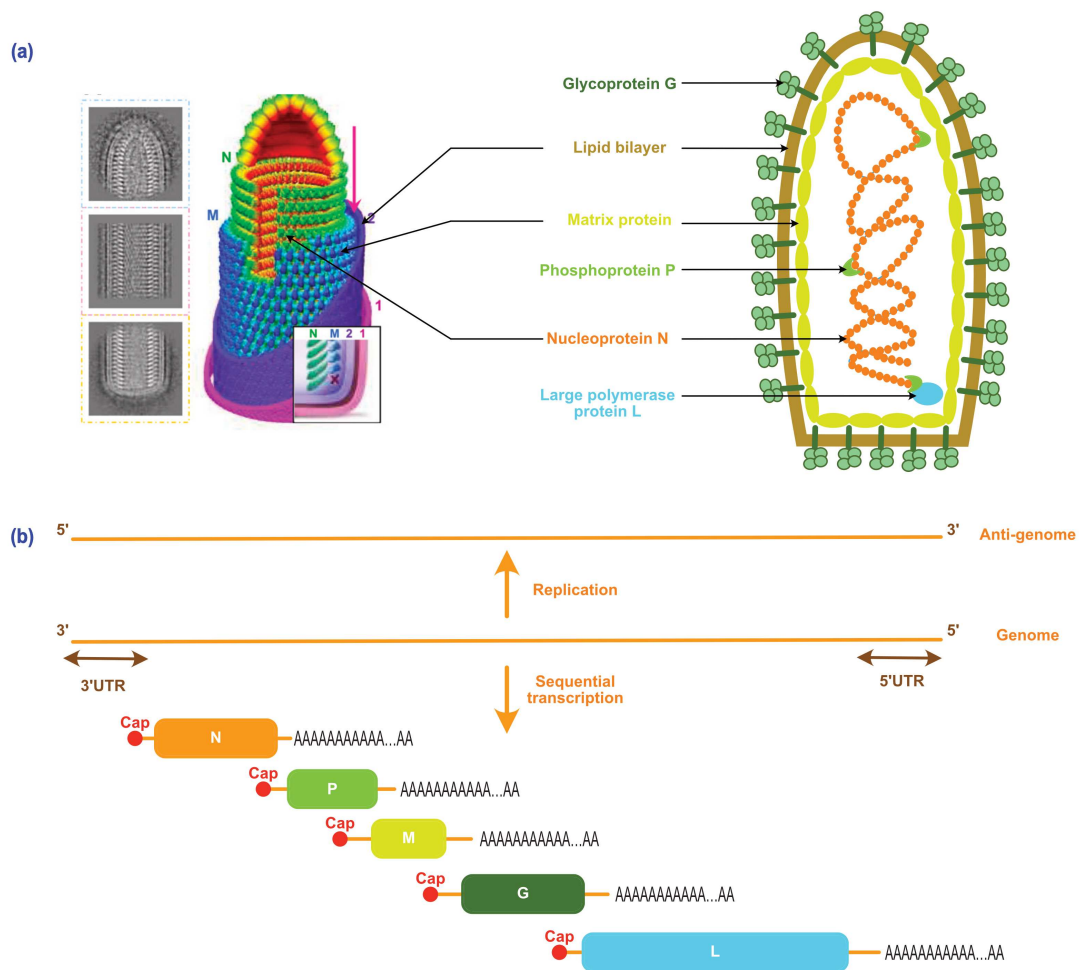 (a)
Glycoprotein G
Lipid bilayer
Matrix protein
Phosphoprotein P
Nucleoprotein N
Large polymerase
protein L
N
M
2
1
N M 2 1
X
(b)
5' 3' Anti-genome
Replication
3' 5' Genome
3'UTR 5'UTR
Sequential
transcription
Cap
N AAAAAAAAAAA...AA
Cap
P AAAAAAAAAAA...AA
Cap
M AAAAAAAAAAA...AA
Cap
G AAAAAAAAAAA...AA
Cap
L AAAAAAAAAAA...AA